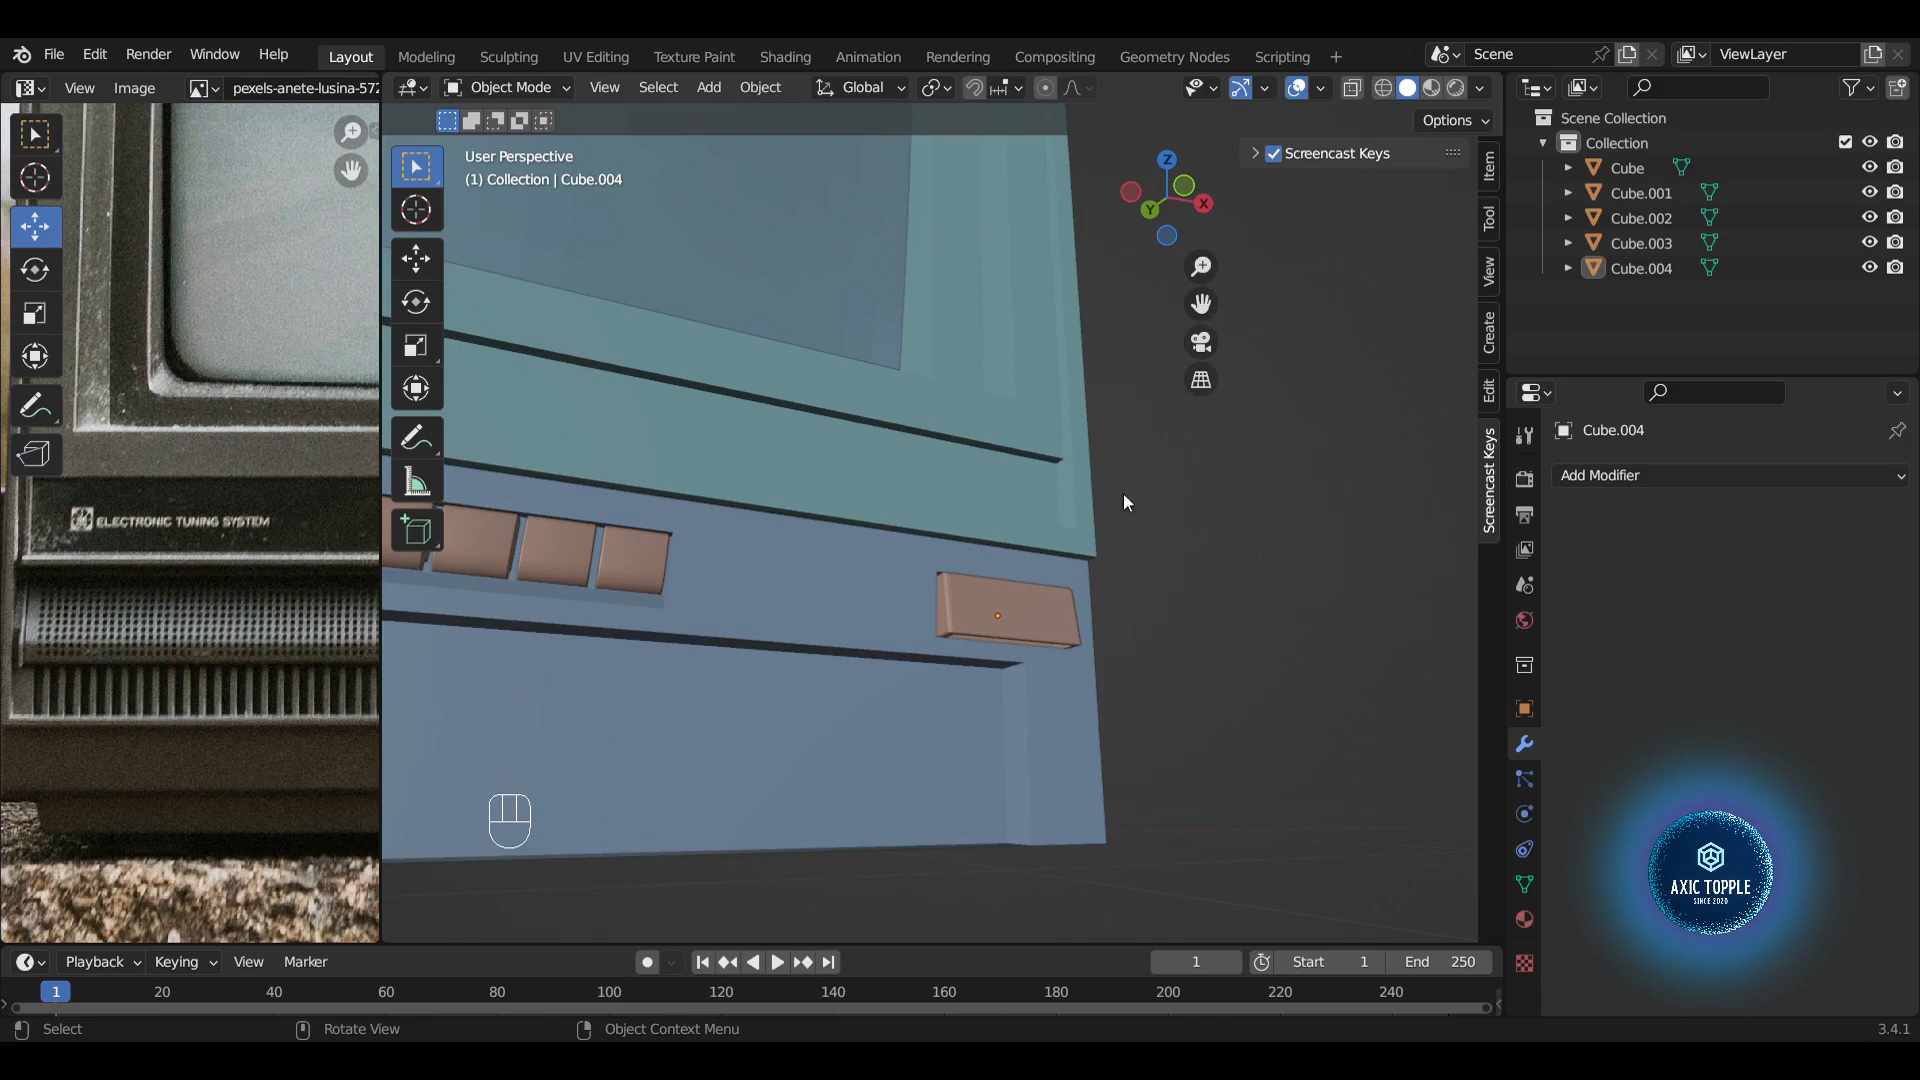 File Edit Render Window Help Layout Modeling Sculpting UV Editing Texture Paint Shading Animation Rendering Compositing Geometry Nodes Scripting + Scene ViewLayer
View Image pexels-anete-lusina-572 Object Mode View Select Add Object Global
Options
User Perspective
(1) Collection | Cube.004
Screencast Keys
Z
X
Y
Item
Tool
View
Create
Edit
Screencast Keys
Scene Collection
Collection
Cube
Cube.001
Cube.002
Cube.003
Cube.004
Cube.004
Add Modifier
ELECTRONIC TUNING SYSTEM
AXIC TOPPLE
SINCE 2020
Playback Keying View Marker 1 Start 1 End 250
1 20 40 60 80 100 120 140 160 180 200 220 240
Select Rotate View Object Context Menu 3.4.1